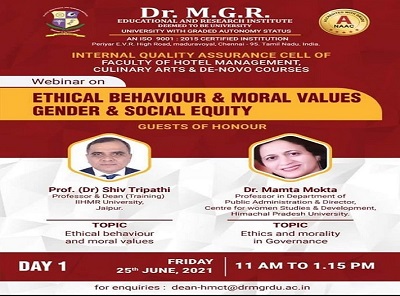 Dr. M.G.R.
EDUCATIONAL AND RESEARCH INSTITUTE
DEEMED TO BE UNIVERSITY
UNIVERSITY WITH GRADED AUTONOMY STATUS
AN ISO 9001 : 2015 CERTIFIED INSTITUTION
Periyar E.V.R. High Road, maduravoyal, Chennai - 95. Tamil Nadu, India.
A
NAAC
INTERNAL QUALITY ASSURANCE CELL OF
FACULTY OF HOTEL MANAGEMENT,
CULINARY ARTS & DE-NOVO COURSES
Webinar on
ETHICAL BEHAVIOUR & MORAL VALUES
GENDER & SOCIAL EQUITY
GUESTS OF HONOUR
Prof. (Dr) Shiv Tripathi
Professor & Dean (Training)
IIHMR University,
Jaipur.
TOPIC
Ethical behaviour
and moral values
Dr. Mamta Mokta
Professor in Department of
Public Administration & Director,
Centre for women Studies & Development,
Himachal Pradesh University.
TOPIC
Ethics and morality
in Governance
DAY 1
FRIDAY
25th JUNE, 2021
11 AM TO 1.15 PM
for enquiries : dean-hmct@drmgrdu.ac.in